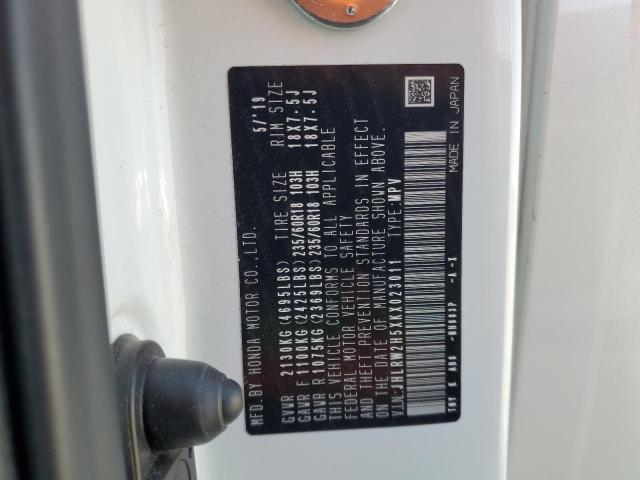 MFD.BY HONDA MOTOR CO.,LTD. 5/'19
GVWR 2130KG(4695LBS) TIRE SIZE RIM SIZE
GAWR F 1100KG(2425LBS)235/60R18 103H 18X7.5J
GAWR R 1075KG(2369LBS)235/60R18 103H 18X7.5J
THIS VEHICLE CONFORMS TO ALL APPLICABLE
FEDERAL MOTOR VEHICLE SAFETY
AND THEFT PREVENTION STANDARDS IN EFFECT
ON THE DATE OF MANUFACTURE SHOWN ABOVE.
V.I.N.:JHLRW2H5XKX023011 TYPE:MPV
-A -X
MADE IN JAPAN